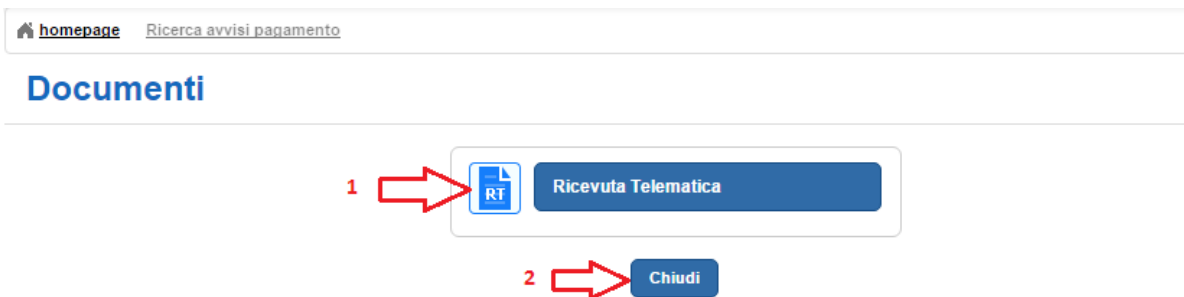 homepage Ricerca avvisi pagamento
Documenti
1 RT Ricevuta Telematica
2 Chiudi